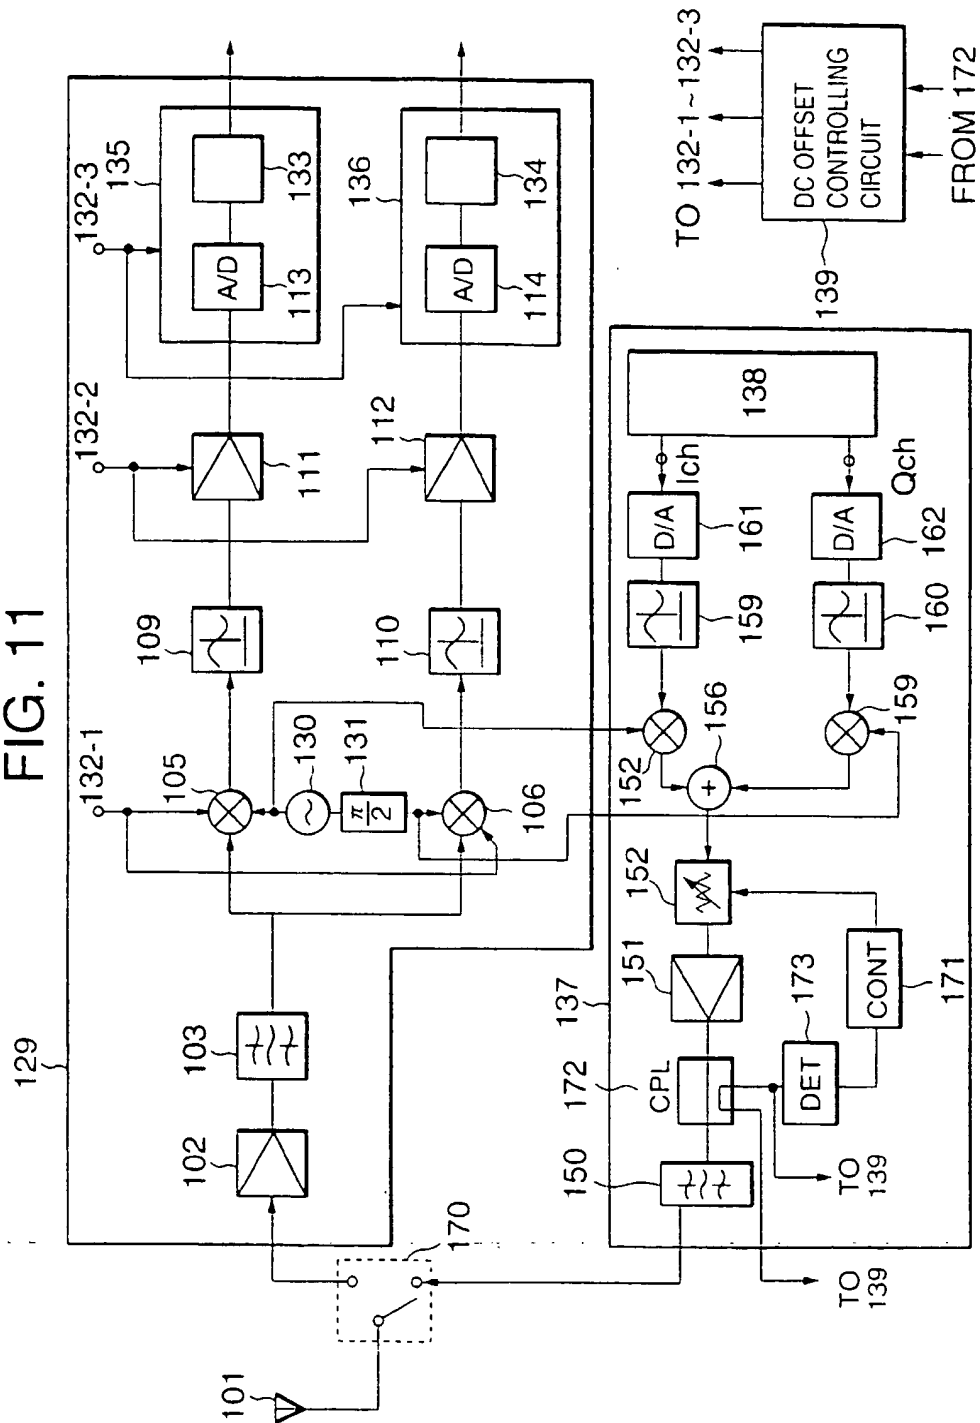 FIG. 11
129
132-1
132-2
132-3
135
133
A/D
113
136
134
A/D
114
111
112
109
110
105
130
131
π/2
106
103
102
170
101
137
138
Ich
Qch
D/A
161
D/A
162
159
160
152
159
156
+
152
151
172
CPL
150
173
DET
CONT
171
TO
139
TO
139
TO 132-1~132-3
DC OFFSET
CONTROLLING
CIRCUIT
139
FROM 172